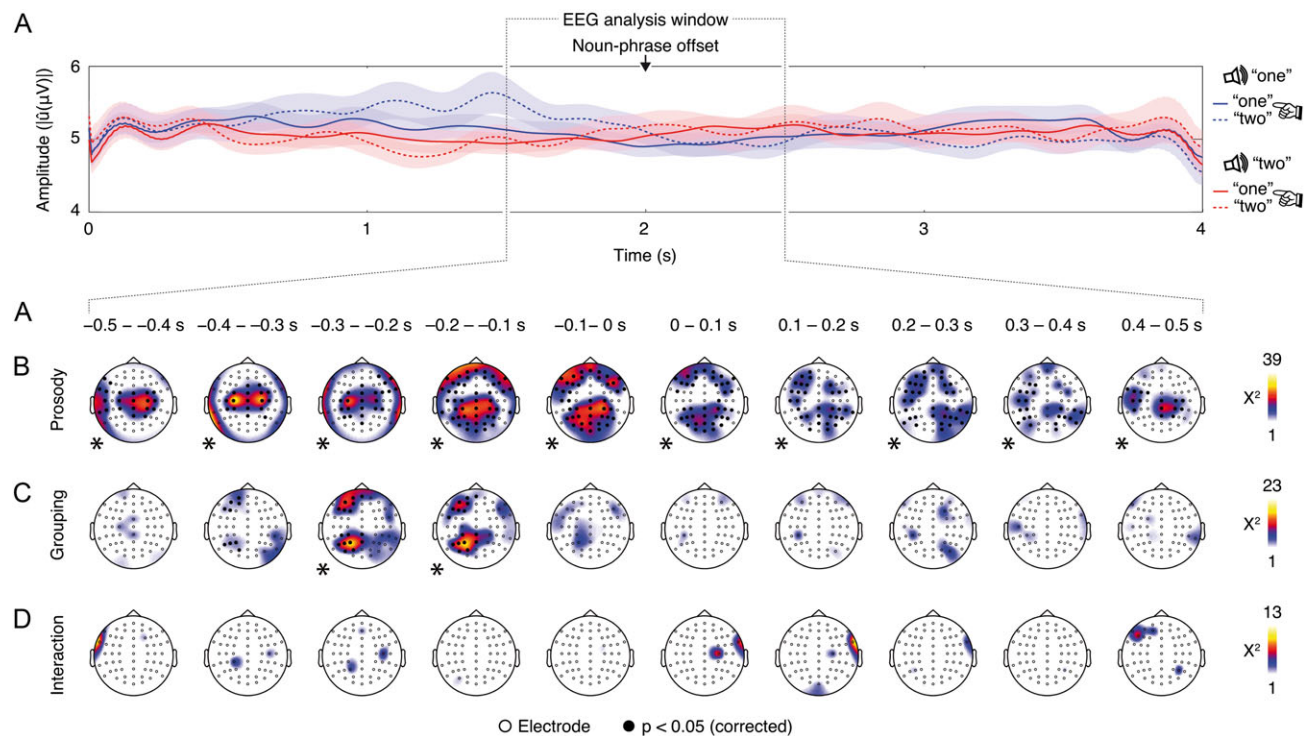 A
EEG analysis window
Noun-phrase offset
6
5
4
Amplitude (|û(µV)|)
0
1
2
3
4
Time (s)
"one"
"one"
"two"
"two"
"one"
"two"
A
−0.5 – −0.4 s
−0.4 – −0.3 s
−0.3 – −0.2 s
−0.2 – −0.1 s
−0.1 – 0 s
0 – 0.1 s
0.1 – 0.2 s
0.2 – 0.3 s
0.3 – 0.4 s
0.4 – 0.5 s
B
Prosody
* * * * * * * * * *
39
X²
1
C
Grouping
* *
23
X²
1
D
Interaction
13
X²
1
Electrode
p < 0.05 (corrected)